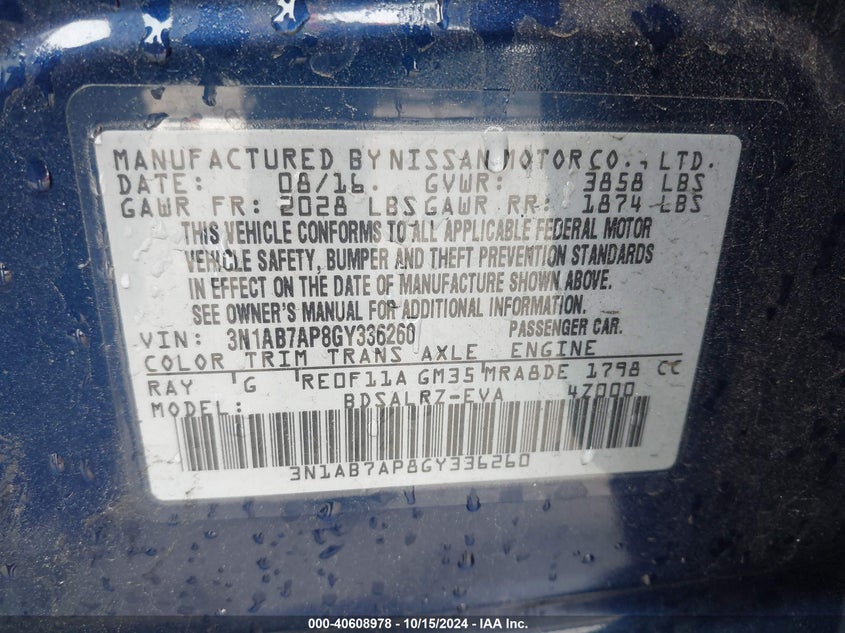 MANUFACTURED BY NISSAN MOTOR CO., LTD.
DATE: 08/16. GVWR: 3858 LBS
GAWR FR: 2028 LBS GAWR RR: 1874 LBS
THIS VEHICLE CONFORMS TO ALL APPLICABLE FEDERAL MOTOR
VEHICLE SAFETY, BUMPER AND THEFT PREVENTION STANDARDS
IN EFFECT ON THE DATE OF MANUFACTURE SHOWN ABOVE.
SEE OWNER'S MANUAL FOR ADDITIONAL INFORMATION.
VIN: 3N1AB7AP8GY336260 PASSENGER CAR.
COLOR TRIM TRANS AXLE ENGINE
RAY G RE0F11A GM35 MRA8DE 1798 CC
MODEL: BDSALRZ-EVA 4Z000
3N1AB7AP8GY336260
000-40608978 - 10/15/2024 - IAA Inc.